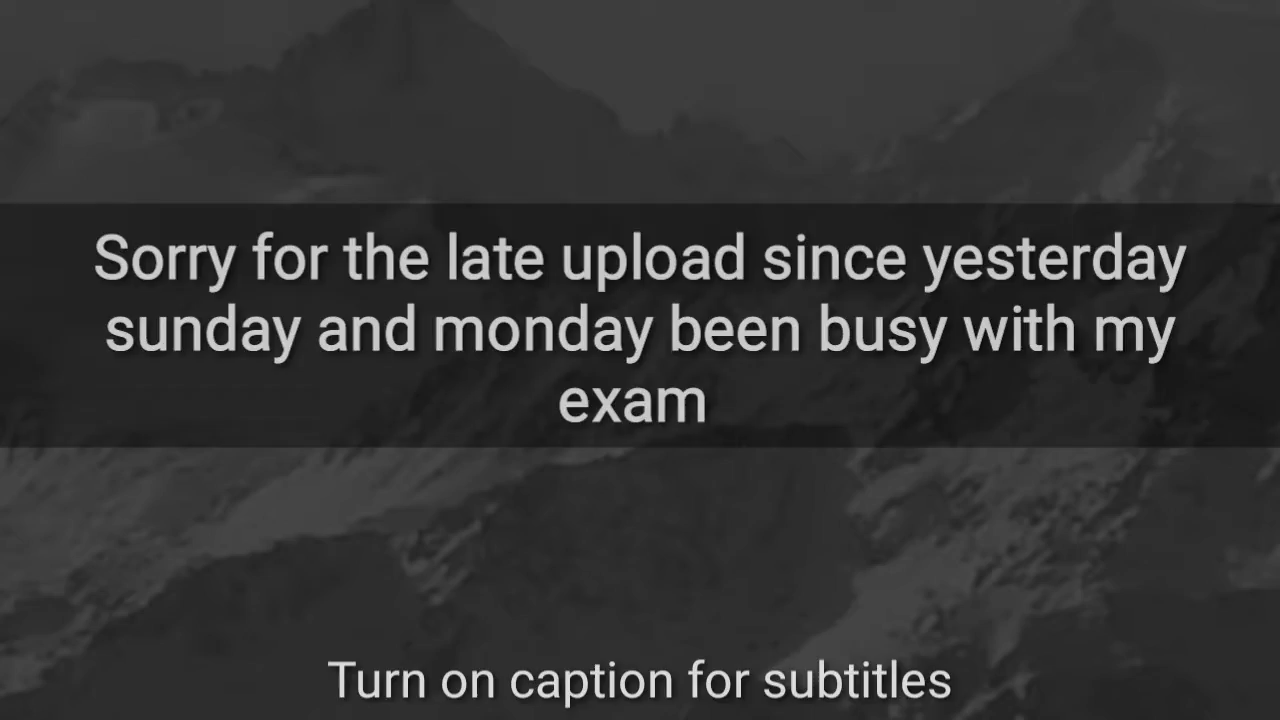 Sorry for the late upload since yesterday
sunday and monday been busy with my
exam
Turn on caption for subtitles